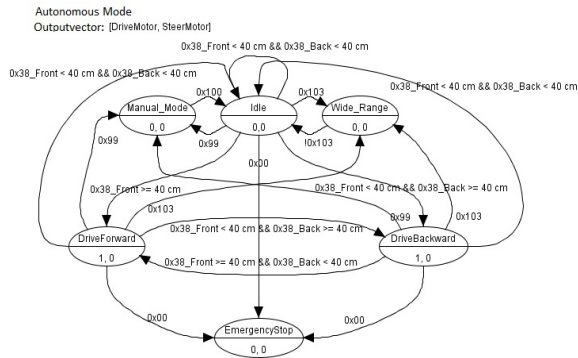 Autonomous Mode
Outputvector: [DriveMotor, SteerMotor]
0x38_Front < 40 cm && 0x38_Back < 40 cm
0x38_Front < 40 cm && 0x38_Back < 40 cm
0x38_Front < 40 cm && 0x38_Back < 40 cm
Manual_Mode
0, 0
0x100
Idle
0,0
0x103
Wide_Range
0, 0
0x99
0x99
!0x103
0x00
0x38_Front >= 40 cm
0x38_Front < 40 cm && 0x38_Back >= 40 cm
0x103
0x99
0x103
DriveForward
1, 0
0x38_Front < 40 cm && 0x38_Back >= 40 cm
DriveBackward
1, 0
0x38_Front >= 40 cm && 0x38_Back < 40 cm
0x00
0x00
EmergencyStop
0, 0